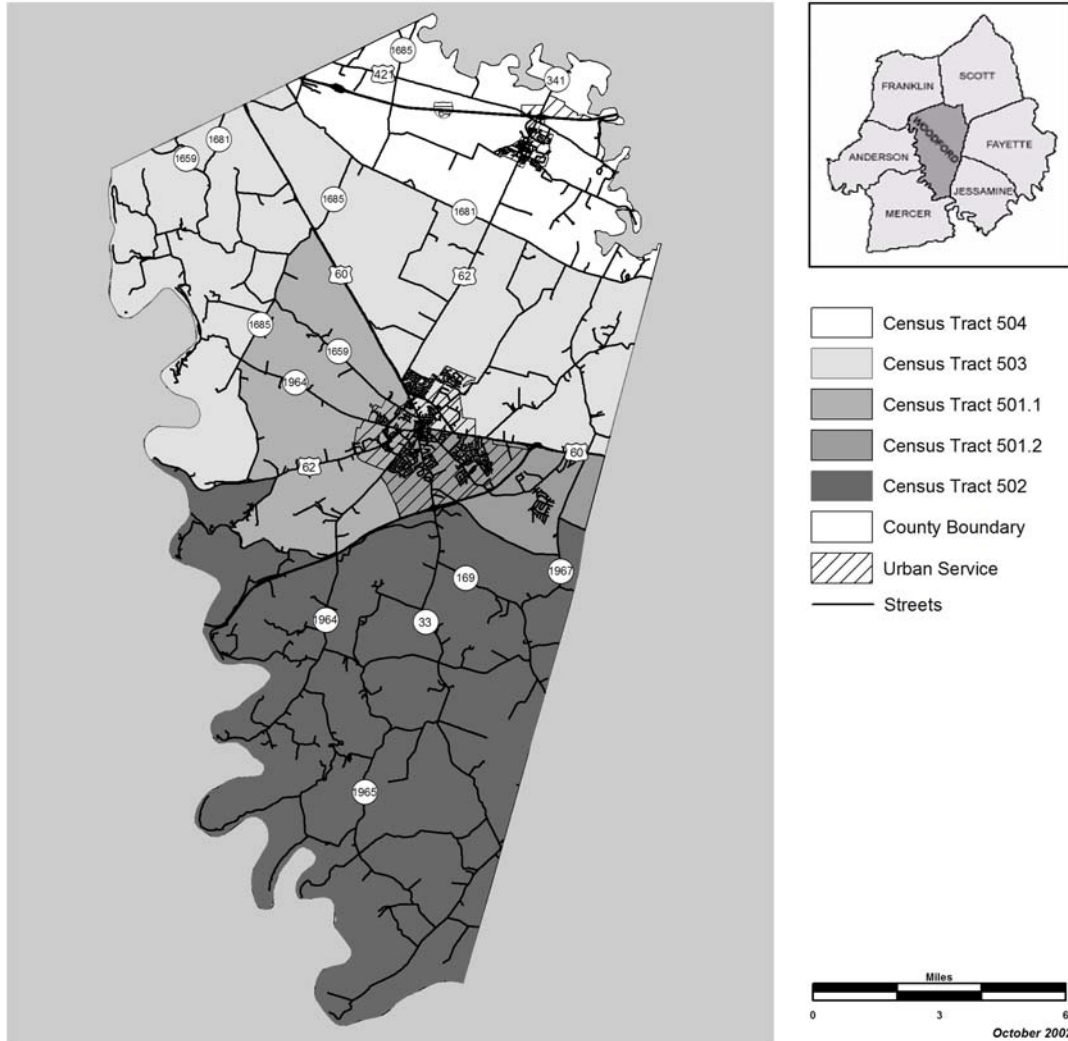 1685
421
341
64
1681
1659
1685
1681
60
62
1685
1659
1964
62
60
169
1967
1964
33
1965
FRANKLIN
SCOTT
WOODFORD
ANDERSON
FAYETTE
JESSAMINE
MERCER
Census Tract 504
Census Tract 503
Census Tract 501.1
Census Tract 501.2
Census Tract 502
County Boundary
Urban Service
Streets
Miles
0 3 6
October 2002